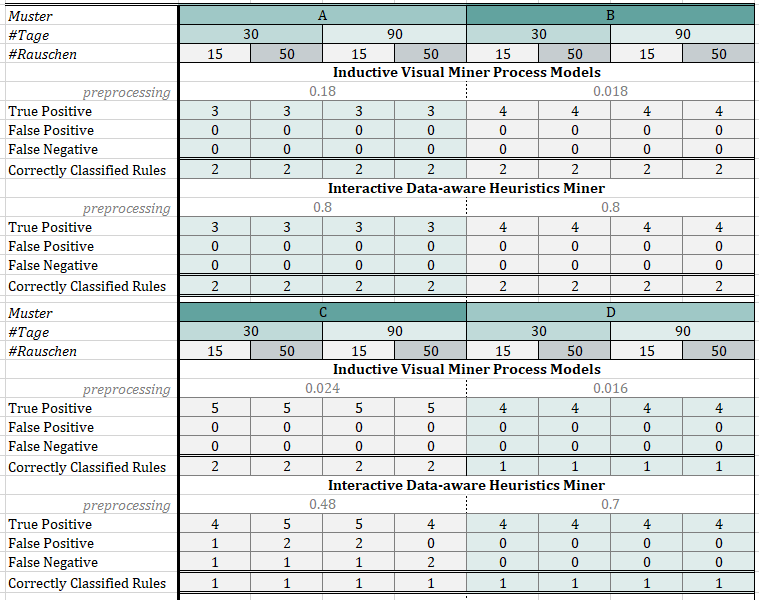 Muster A B
#Tage 30 90 30 90
#Rauschen 15 50 15 50 15 50 15 50
Inductive Visual Miner Process Models
preprocessing 0.18 0.018
True Positive 3 3 3 3 4 4 4 4
False Positive 0 0 0 0 0 0 0 0
False Negative 0 0 0 0 0 0 0 0
Correctly Classified Rules 2 2 2 2 2 2 2 2
Interactive Data-aware Heuristics Miner
preprocessing 0.8 0.8
True Positive 3 3 3 3 4 4 4 4
False Positive 0 0 0 0 0 0 0 0
False Negative 0 0 0 0 0 0 0 0
Correctly Classified Rules 2 2 2 2 2 2 2 2
Muster C D
#Tage 30 90 30 90
#Rauschen 15 50 15 50 15 50 15 50
Inductive Visual Miner Process Models
preprocessing 0.024 0.016
True Positive 5 5 5 5 4 4 4 4
False Positive 0 0 0 0 0 0 0 0
False Negative 0 0 0 0 0 0 0 0
Correctly Classified Rules 2 2 2 2 1 1 1 1
Interactive Data-aware Heuristics Miner
preprocessing 0.48 0.7
True Positive 4 5 5 4 4 4 4 4
False Positive 1 2 2 0 0 0 0 0
False Negative 1 1 1 2 0 0 0 0
Correctly Classified Rules 1 1 1 1 1 1 1 1